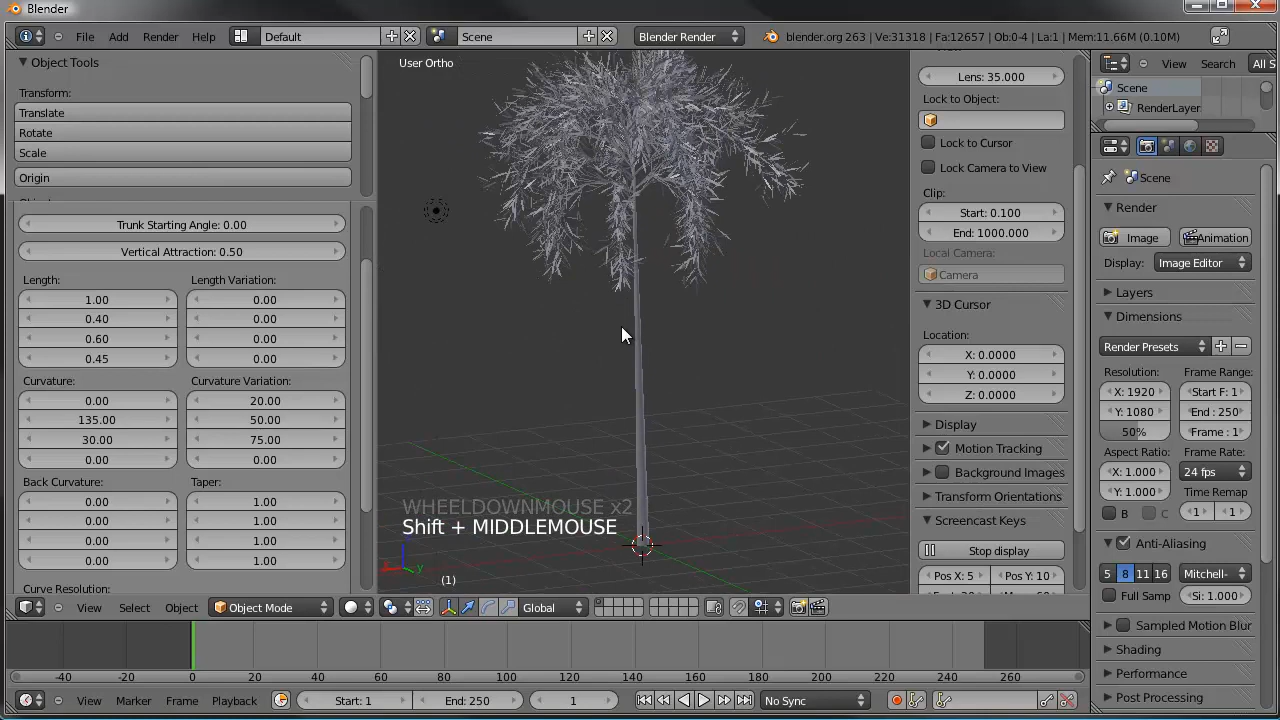 Blender
File Add Render Help Default Scene Blender Render blender.org 263 | Ve:31318 | Fa:12657 | Ob:0-4 | La:1 | Mem:11.66M (0.10M)
Object Tools
Transform:
Translate
Rotate
Scale
Origin
Trunk Starting Angle: 0.00
Vertical Attraction: 0.50
Length: Length Variation:
1.00 0.00
0.40 0.00
0.60 0.00
0.45 0.00
Curvature: Curvature Variation:
0.00 20.00
135.00 50.00
30.00 75.00
0.00 0.00
Back Curvature: Taper:
0.00 1.00
0.00 1.00
0.00 1.00
0.00 1.00
Curve Resolution:
User Ortho
WHEELDOWNMOUSE x2
Shift + MIDDLEMOUSE
x y
(1)
View Select Object Object Mode Global
Lens: 35.000
Lock to Object:
Lock to Cursor
Lock Camera to View
Clip:
Start: 0.100
End: 1000.000
Local Camera:
Camera
3D Cursor
Location:
X: 0.0000
Y: 0.0000
Z: 0.0000
Display
Motion Tracking
Background Images
Transform Orientations
Screencast Keys
Stop display
Pos X: 5 Pos Y: 10
View Search All S
Scene
RenderLayer
Scene
Render
Image Animation
Display: Image Editor
Layers
Dimensions
Render Presets
Resolution: Frame Range:
X: 1920 Start F: 1
Y: 1080 End : 250
50% Frame : 1
Aspect Ratio: Frame Rate:
X: 1.000 24 fps
Y: 1.000 Time Remap
B C 1 1
Anti-Aliasing
5 8 11 16 Mitchell-
Full Samp Si: 1.000
Sampled Motion Blur
Shading
Performance
Post Processing
-40 -20 0 20 40 60 80 100 120 140 160 180 200 220 240 260
View Marker Frame Playback Start: 1 End: 250 1 No Sync